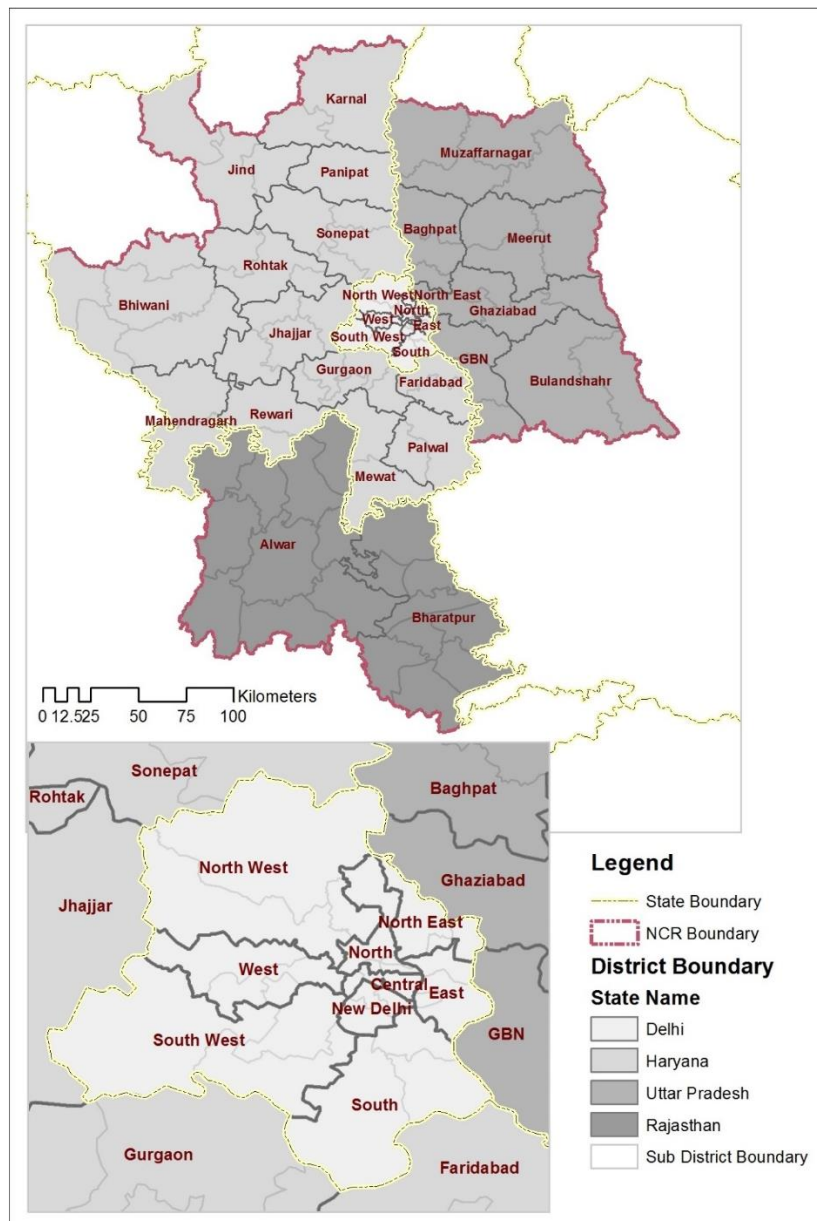 Karnal
Muzaffarnagar
Jind
Panipat
Sonepat
Baghpat
Meerut
Rohtak
Bhiwani
North West North East
North
Ghaziabad
West
East
Jhajjar
South West
South
Gurgaon
GBN
Faridabad
Bulandshahr
Mahendragarh
Rewari
Palwal
Mewat
Alwar
Bharatpur
Kilometers
0 12.525 50 75 100
Sonepat
Baghpat
Rohtak
North West
Ghaziabad
Jhajjar
North East
North
West
Central
East
New Delhi
South West
GBN
South
Gurgaon
Faridabad
Legend
State Boundary
NCR Boundary
District Boundary
State Name
Delhi
Haryana
Uttar Pradesh
Rajasthan
Sub District Boundary